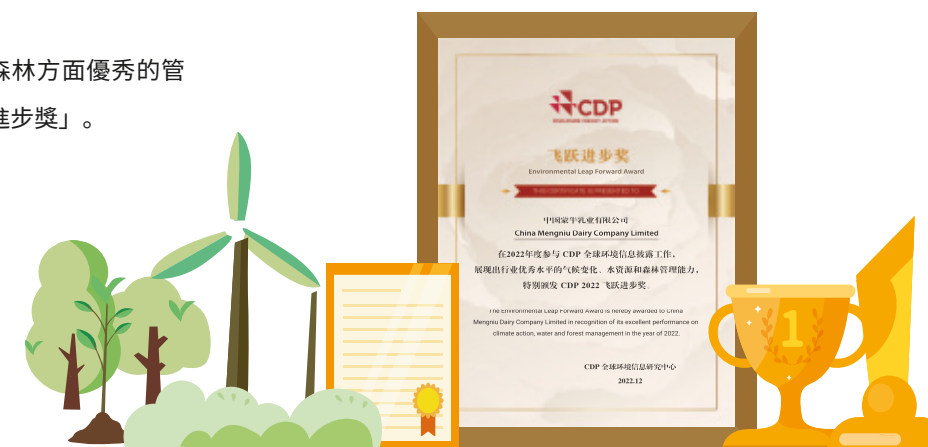 森林方面優秀的管
進步獎」。
CDP
飞跃进步奖
Environmental Leap Forward Award
THIS CERTIFICATE IS PRESENTED TO
中国蒙牛乳业有限公司
China Mengniu Dairy Company Limited
在2022年度参与 CDP 全球环境信息披露工作，
展现出行业优秀水平的气候变化、水资源和森林管理能力，
特别颁发 CDP 2022 飞跃进步奖。
The Environmental Leap Forward Award is hereby awarded to China
Mengniu Dairy Company Limited in recognition of its excellent performance on
climate action, water and forest management in the year of 2022.
CDP 全球环境信息研究中心
2022.12
1